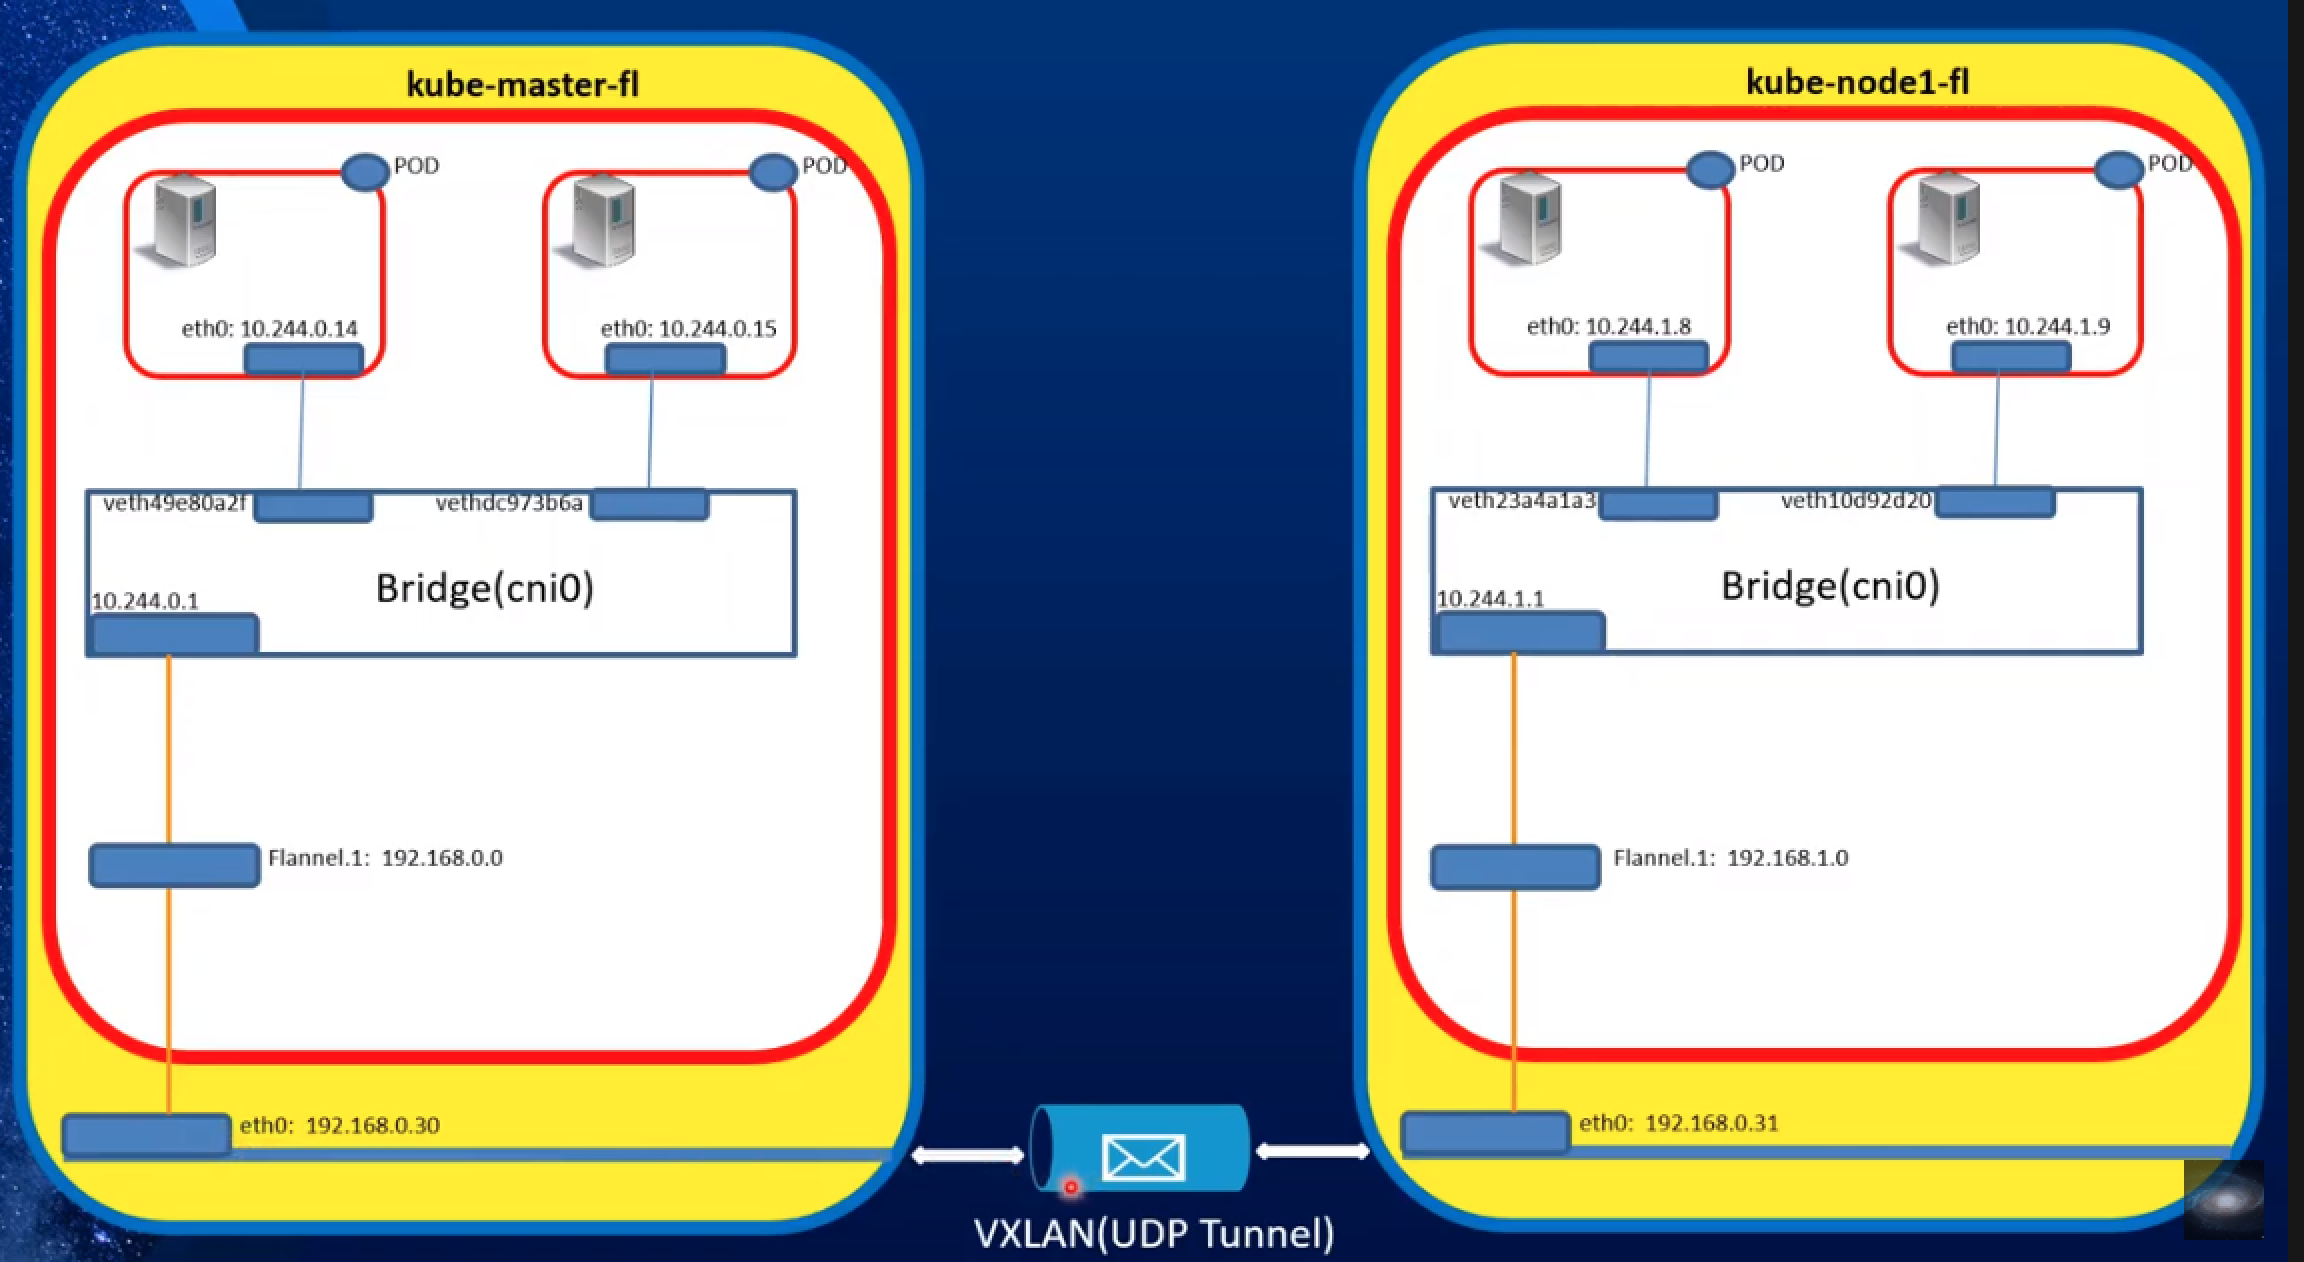 kube-master-fl
POD
POD
eth0: 10.244.0.14
eth0: 10.244.0.15
veth49e80a2f
vethdc973b6a
Bridge(cni0)
10.244.0.1
Flannel.1: 192.168.0.0
eth0: 192.168.0.30
kube-node1-fl
POD
POD
eth0: 10.244.1.8
eth0: 10.244.1.9
veth23a4a1a3
veth10d92d20
Bridge(cni0)
10.244.1.1
Flannel.1: 192.168.1.0
eth0: 192.168.0.31
VXLAN(UDP Tunnel)